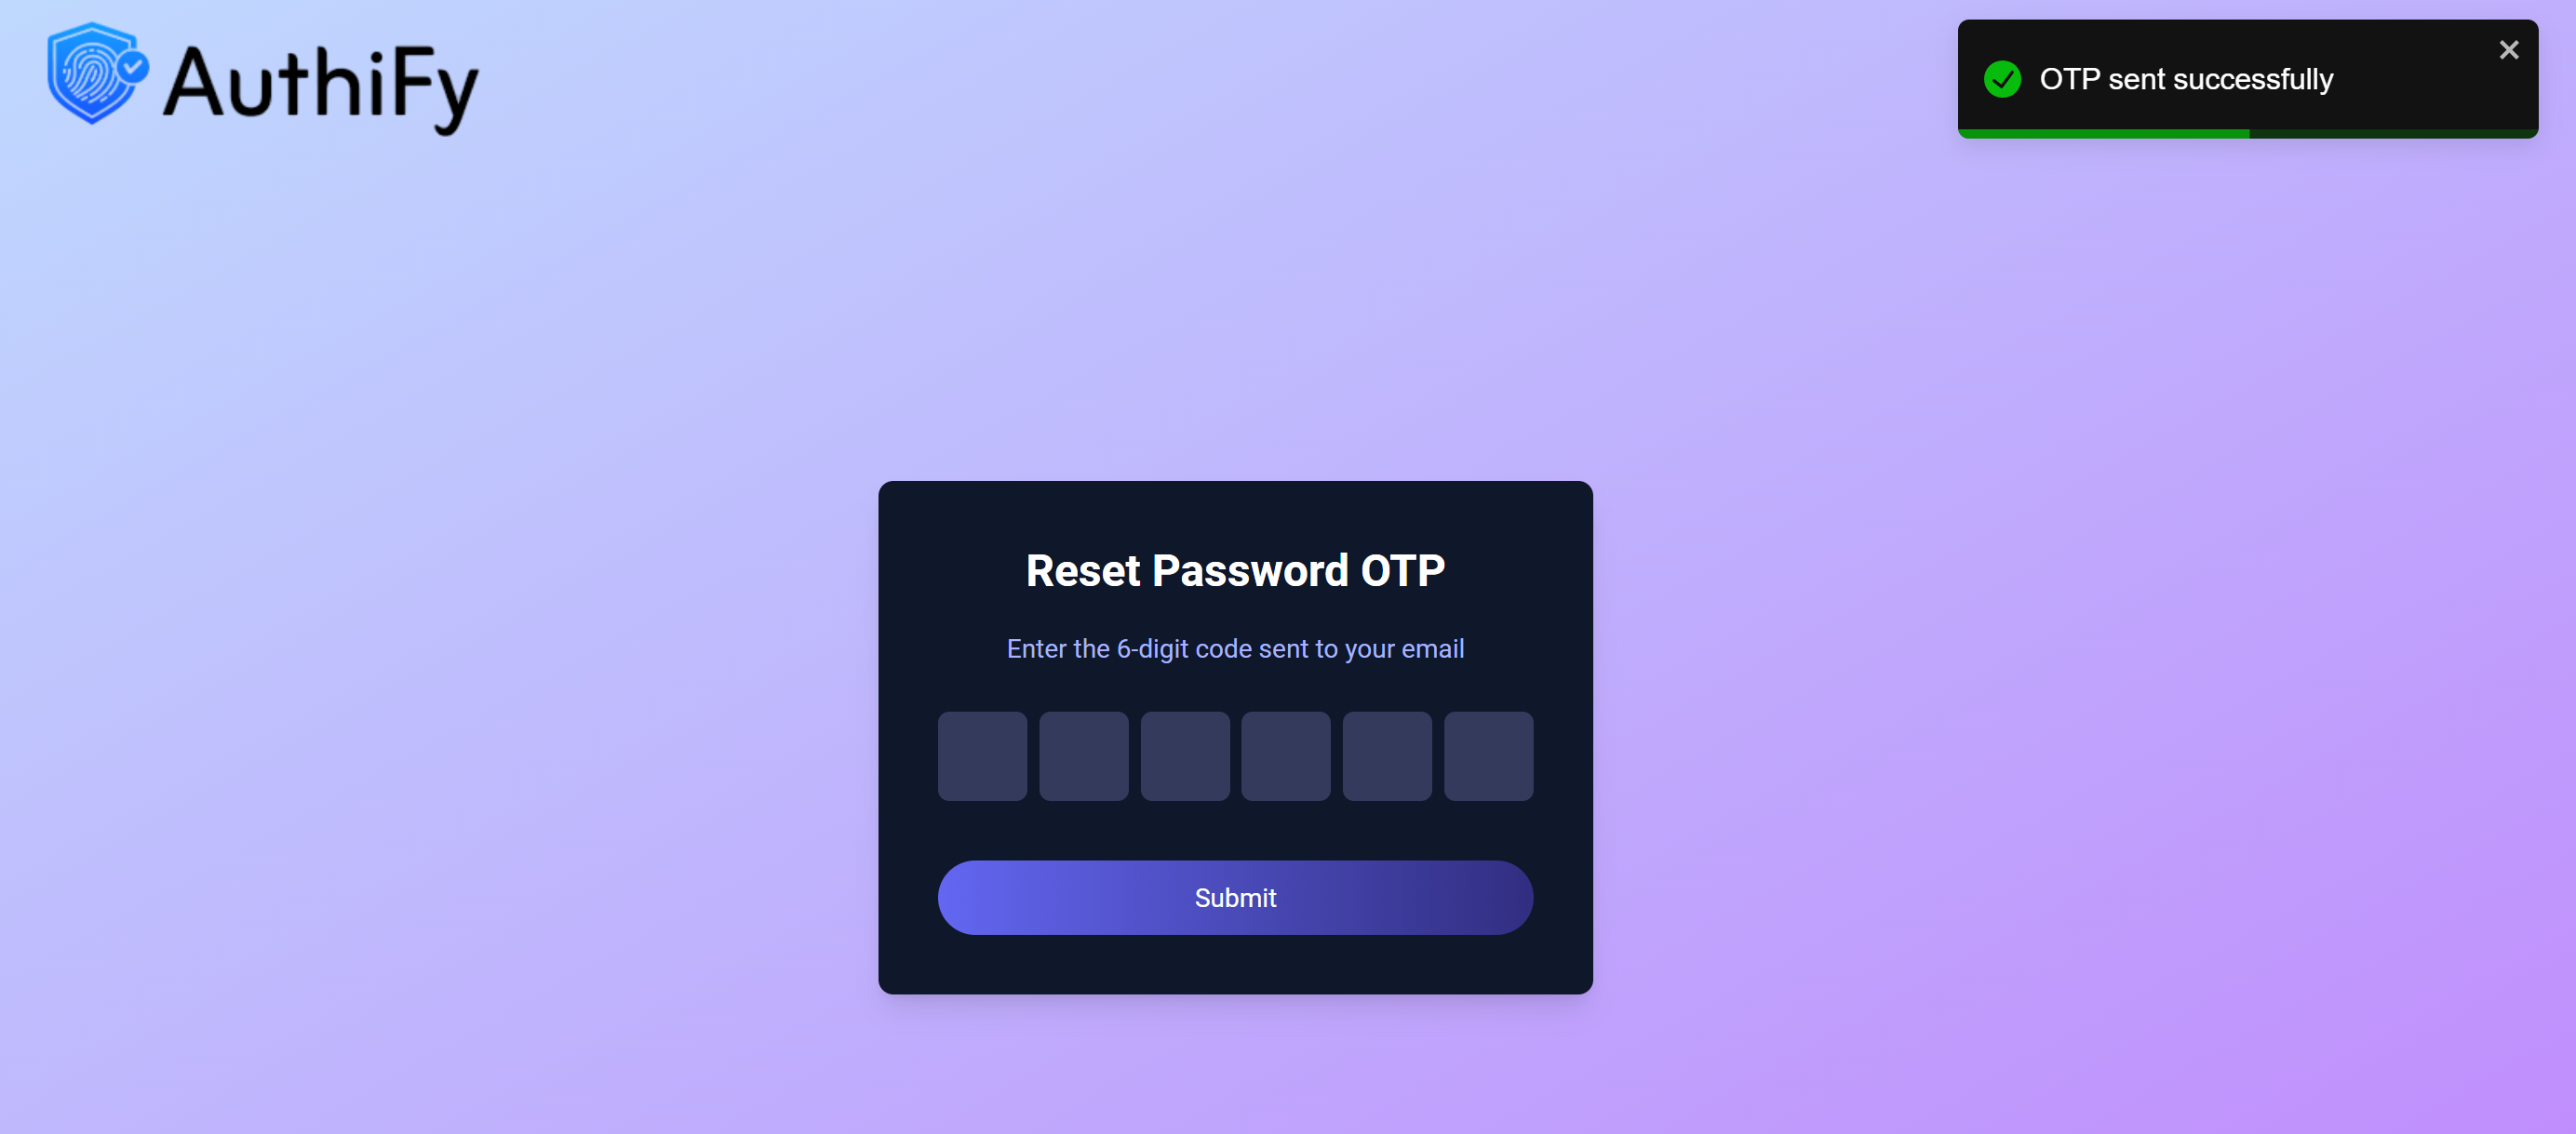 AuthiFy
OTP sent successfully
Reset Password OTP
Enter the 6-digit code sent to your email
Submit